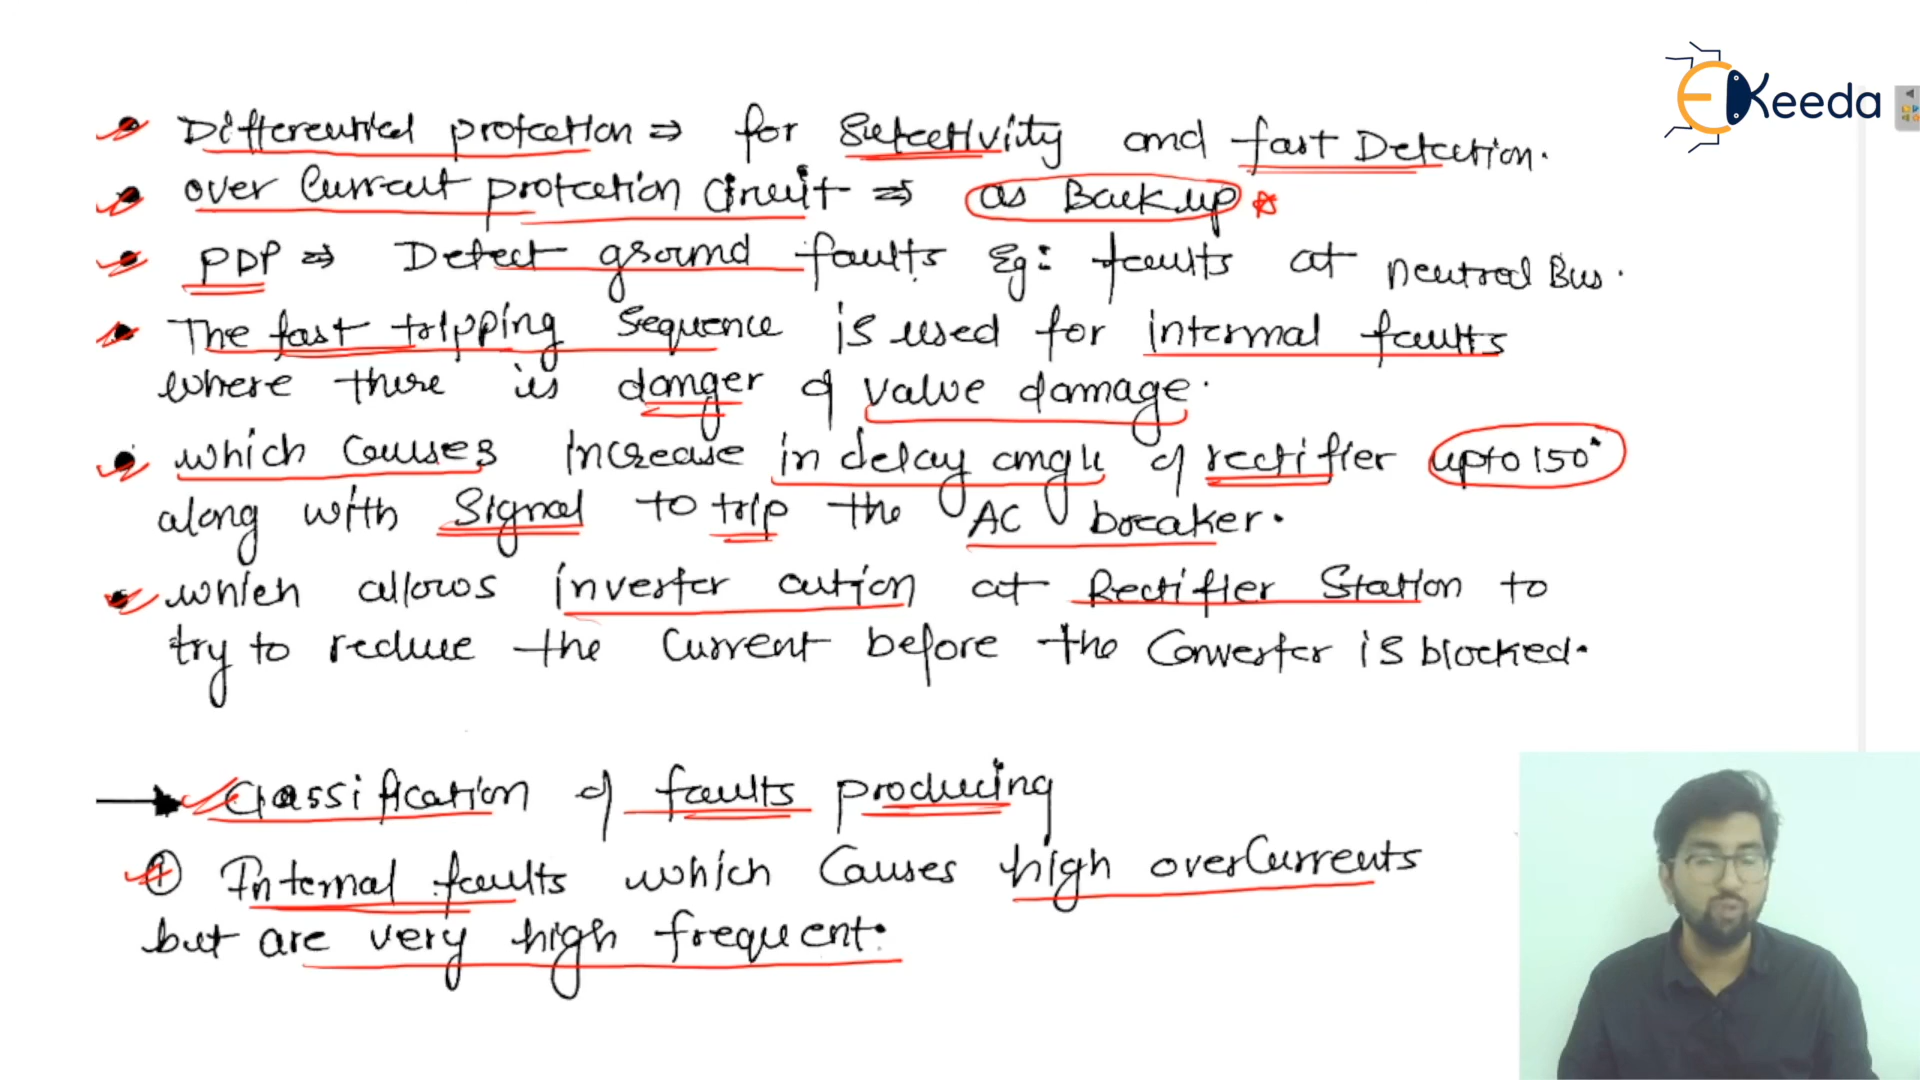 Keeda
Differential protection ⇒ for selectivity and fast Detection.
over current protection circuit ⇒ as Backup
PDP ⇒ Detect ground faults Eg: faults at neutral Bus.
The fast tripping sequence is used for internal faults
where there is danger of valve damage.
which causes increase in delay angle of rectifier upto 150°
along with signal to trip the AC breaker.
which allows inverter aution at Rectifier Station to
try to reduce the current before the converter is blocked.
Classification of faults producing
① Internal faults which causes high overcurrents
but are very high frequent.